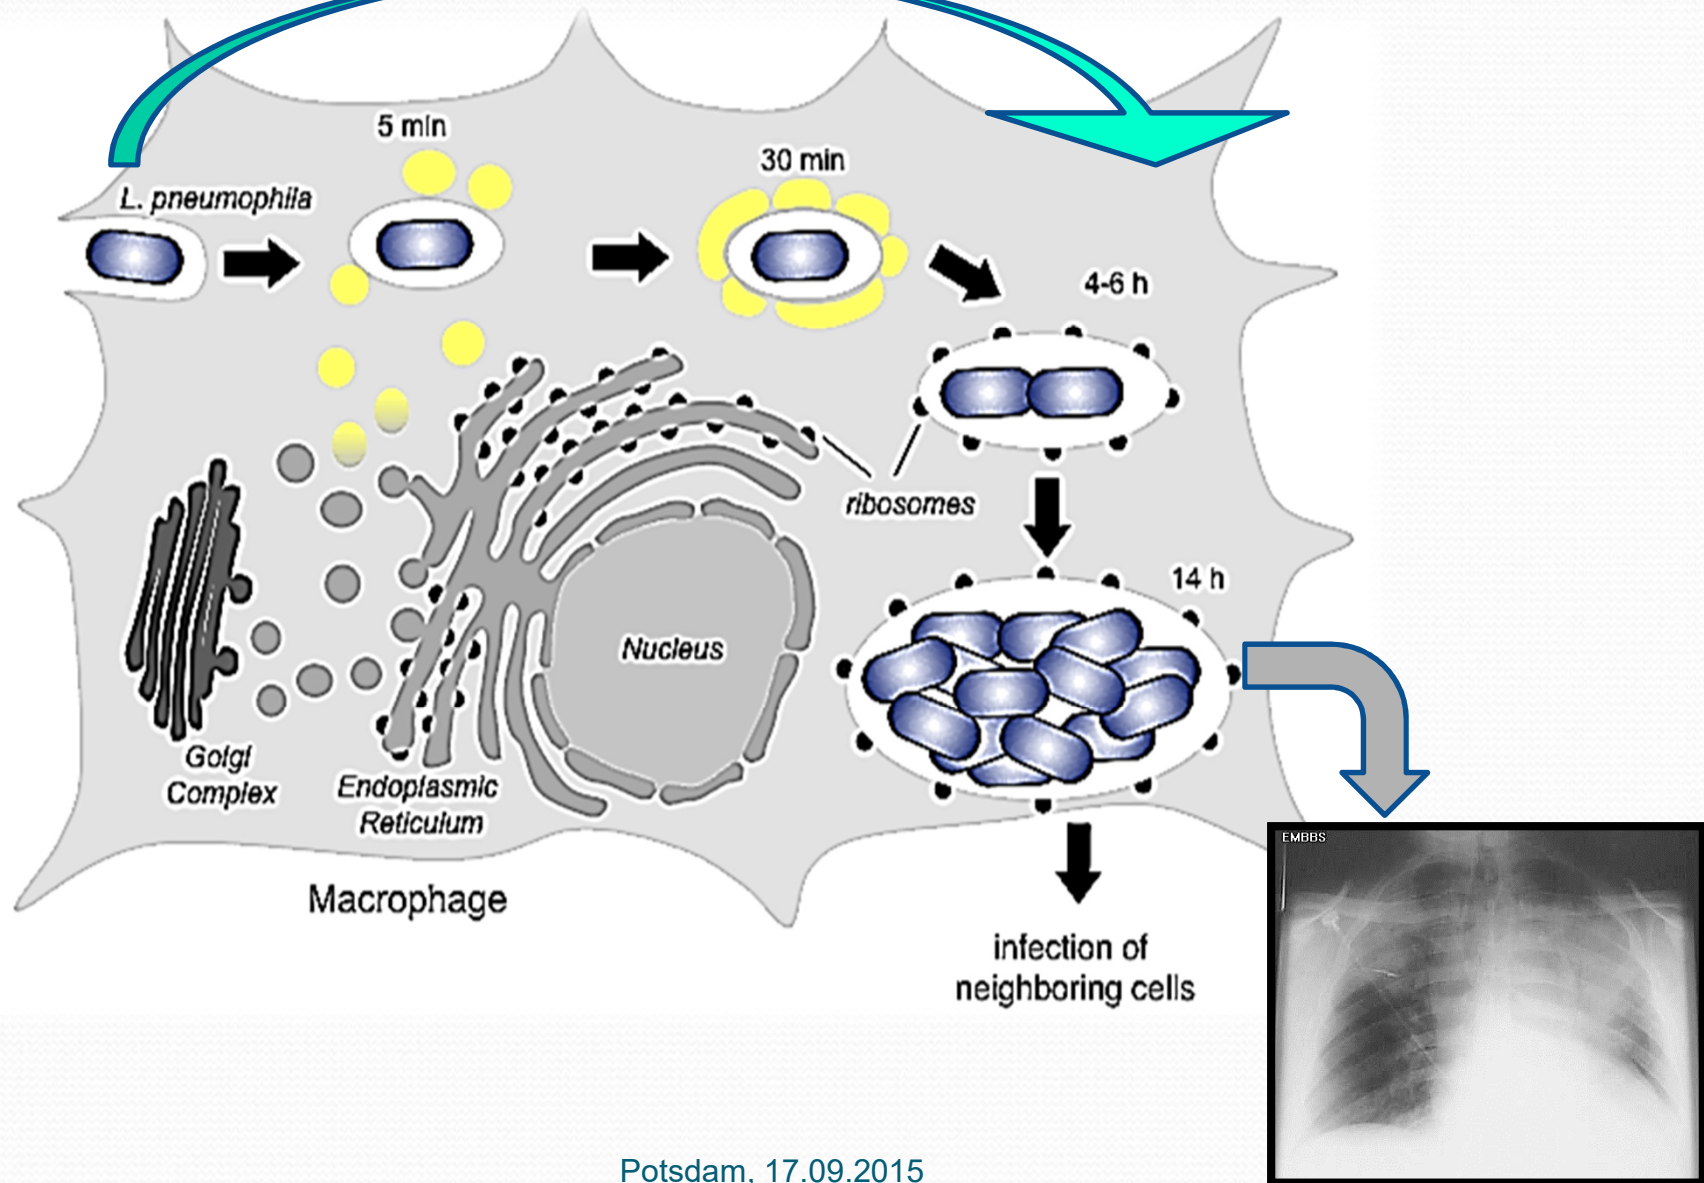 5 min
30 min
L. pneumophila
4-6 h
ribosomes
14 h
Nucleus
Golgi
Complex
Endoplasmic
Reticulum
Macrophage
infection of
neighboring cells
EMBBS
Potsdam, 17.09.2015